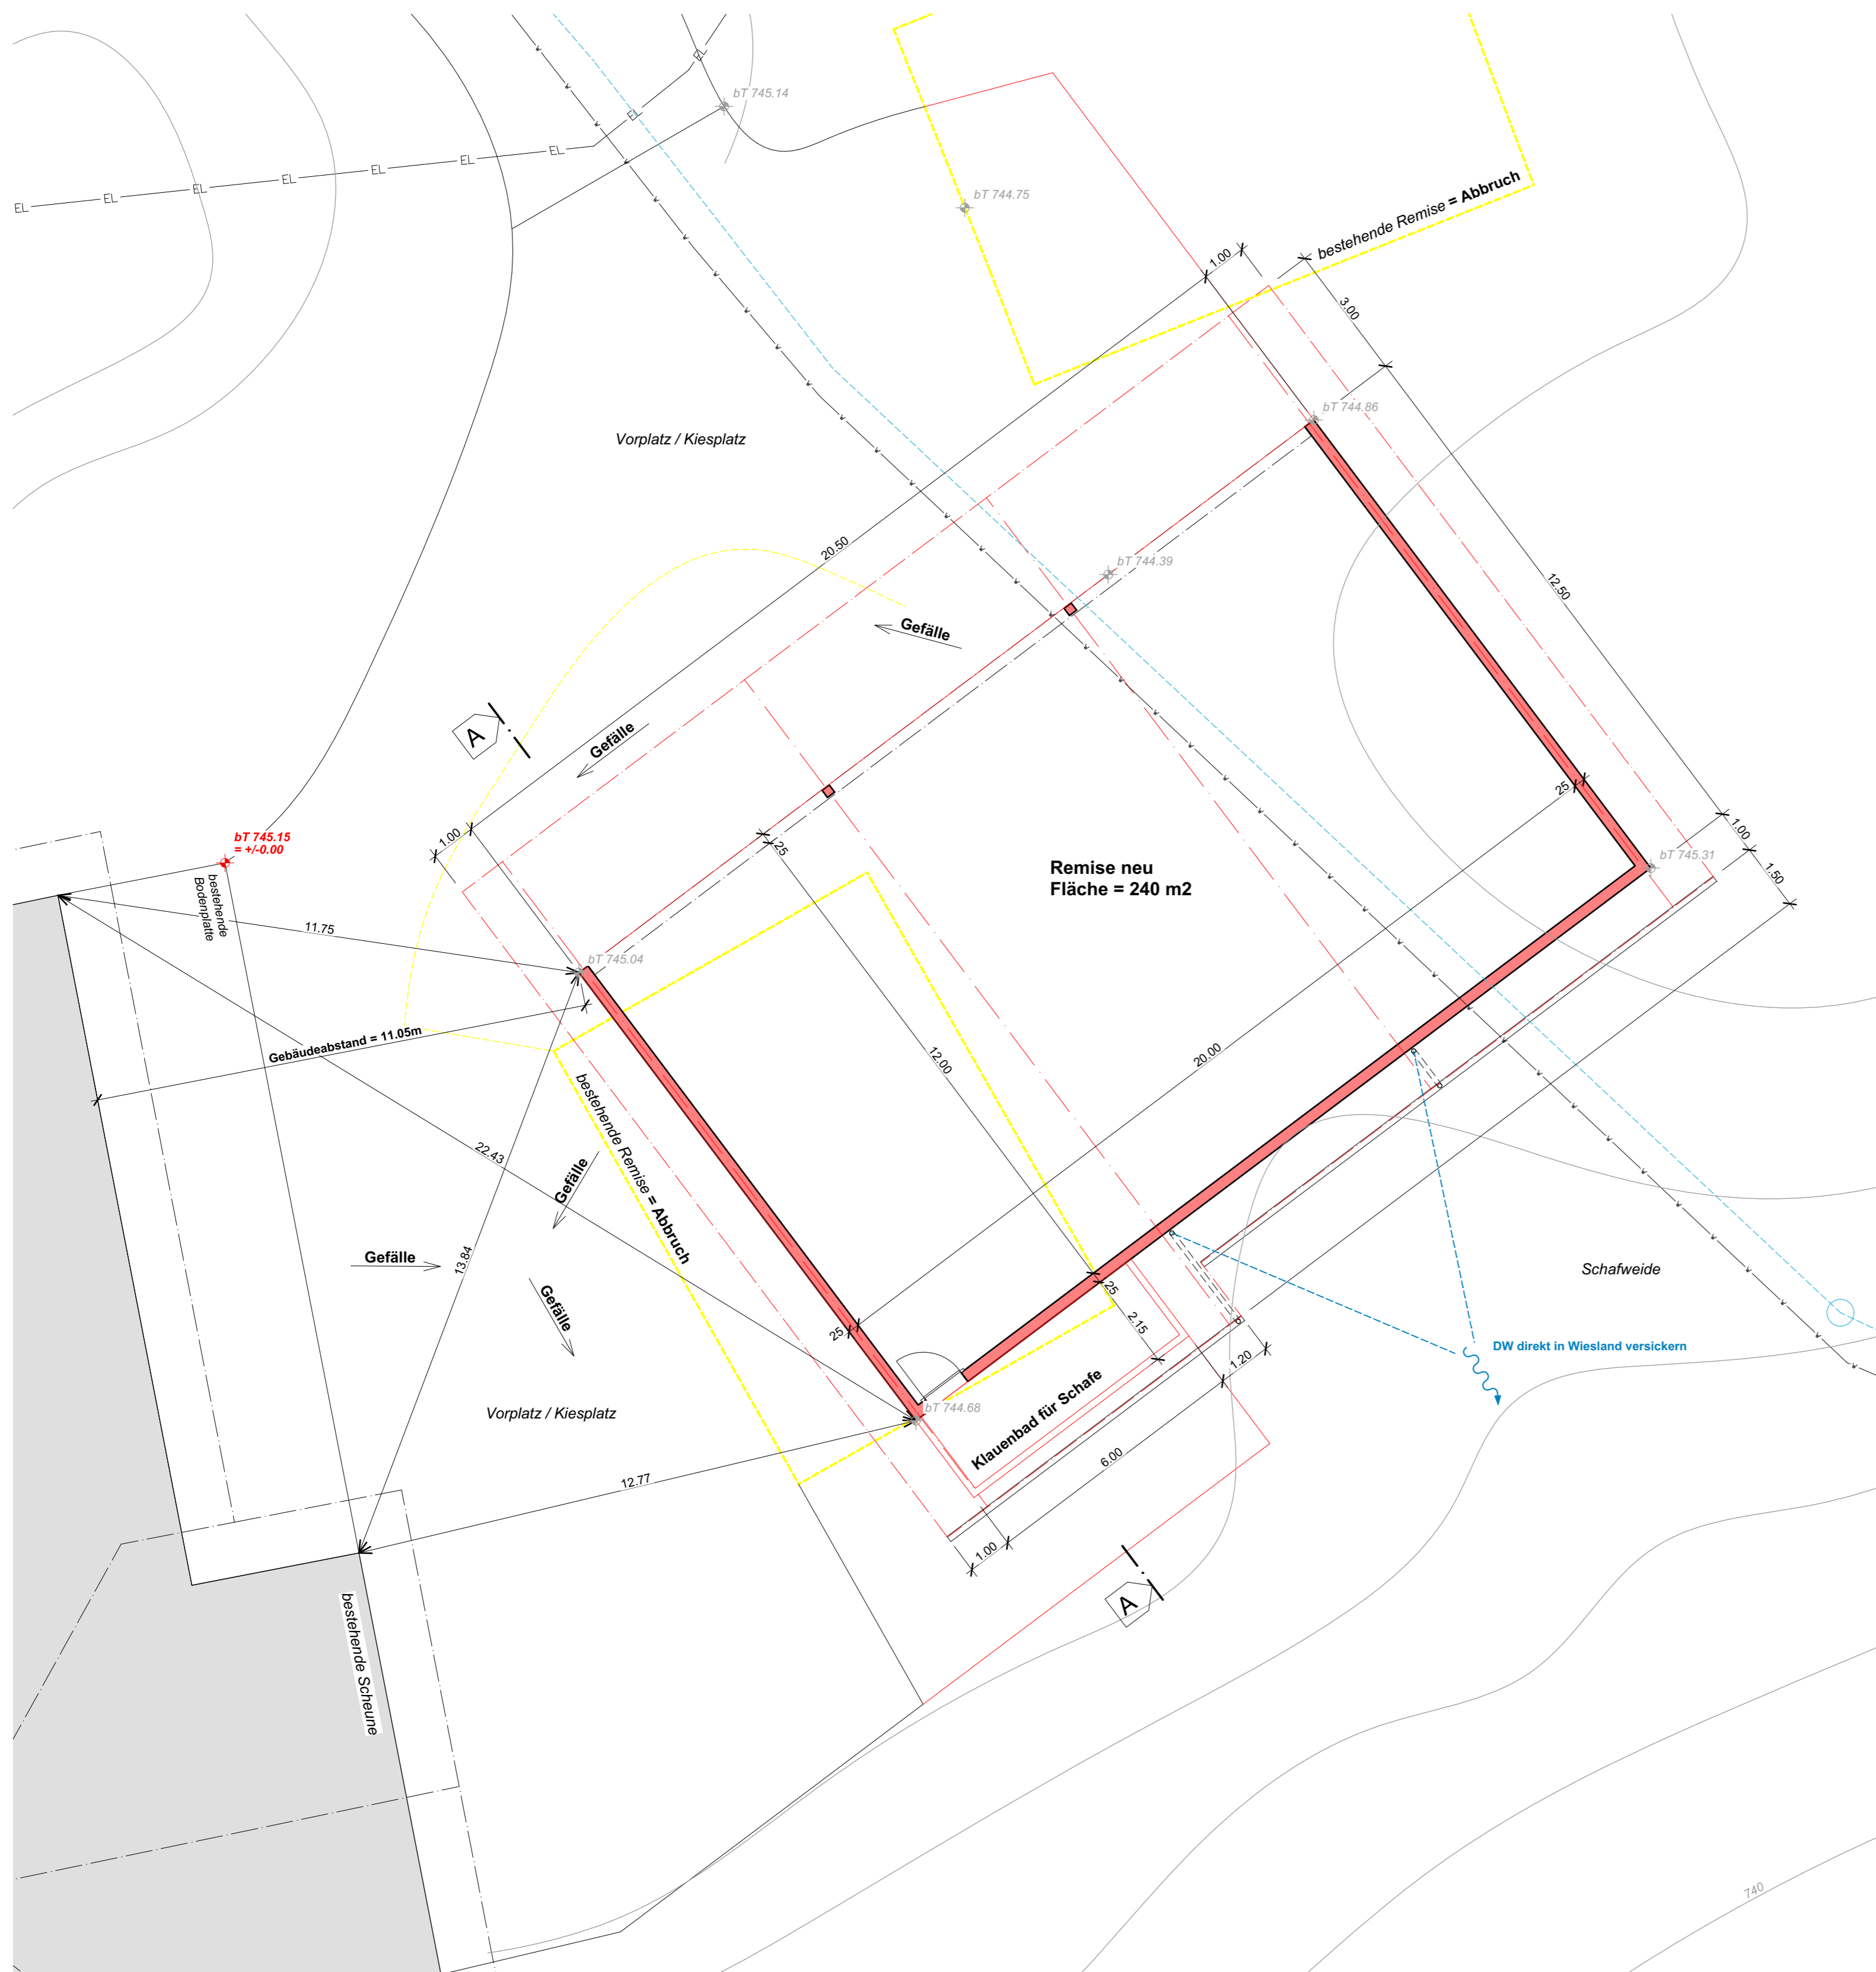 EL
EL
EL
EL
EL
EL
EL
EL
EL
bT 745.14
bT 744.75
bestehende Remise = Abbruch
1.00
3.00
bT 744.86
Vorplatz / Kiesplatz
20.50
bT 744.39
12.50
Gefälle
A
Gefälle
25
1.00
25
1.00
bT 745.15
= +/-0.00
bestehende
Bodenplatte
Remise neu
Fläche = 240 m2
bT 745.31
1.50
11.75
bT 745.04
Gebäudeabstand = 11.05m
12.00
20.00
bestehende Remise = Abbruch
22.43
Gefälle
13.84
Gefälle
Gefälle
25
25
2.15
Schafweide
DW direkt in Wiesland versickern
1.20
bT 744.68
Klauenbad für Schafe
Vorplatz / Kiesplatz
6.00
12.77
1.00
A
bestehende Scheune
740